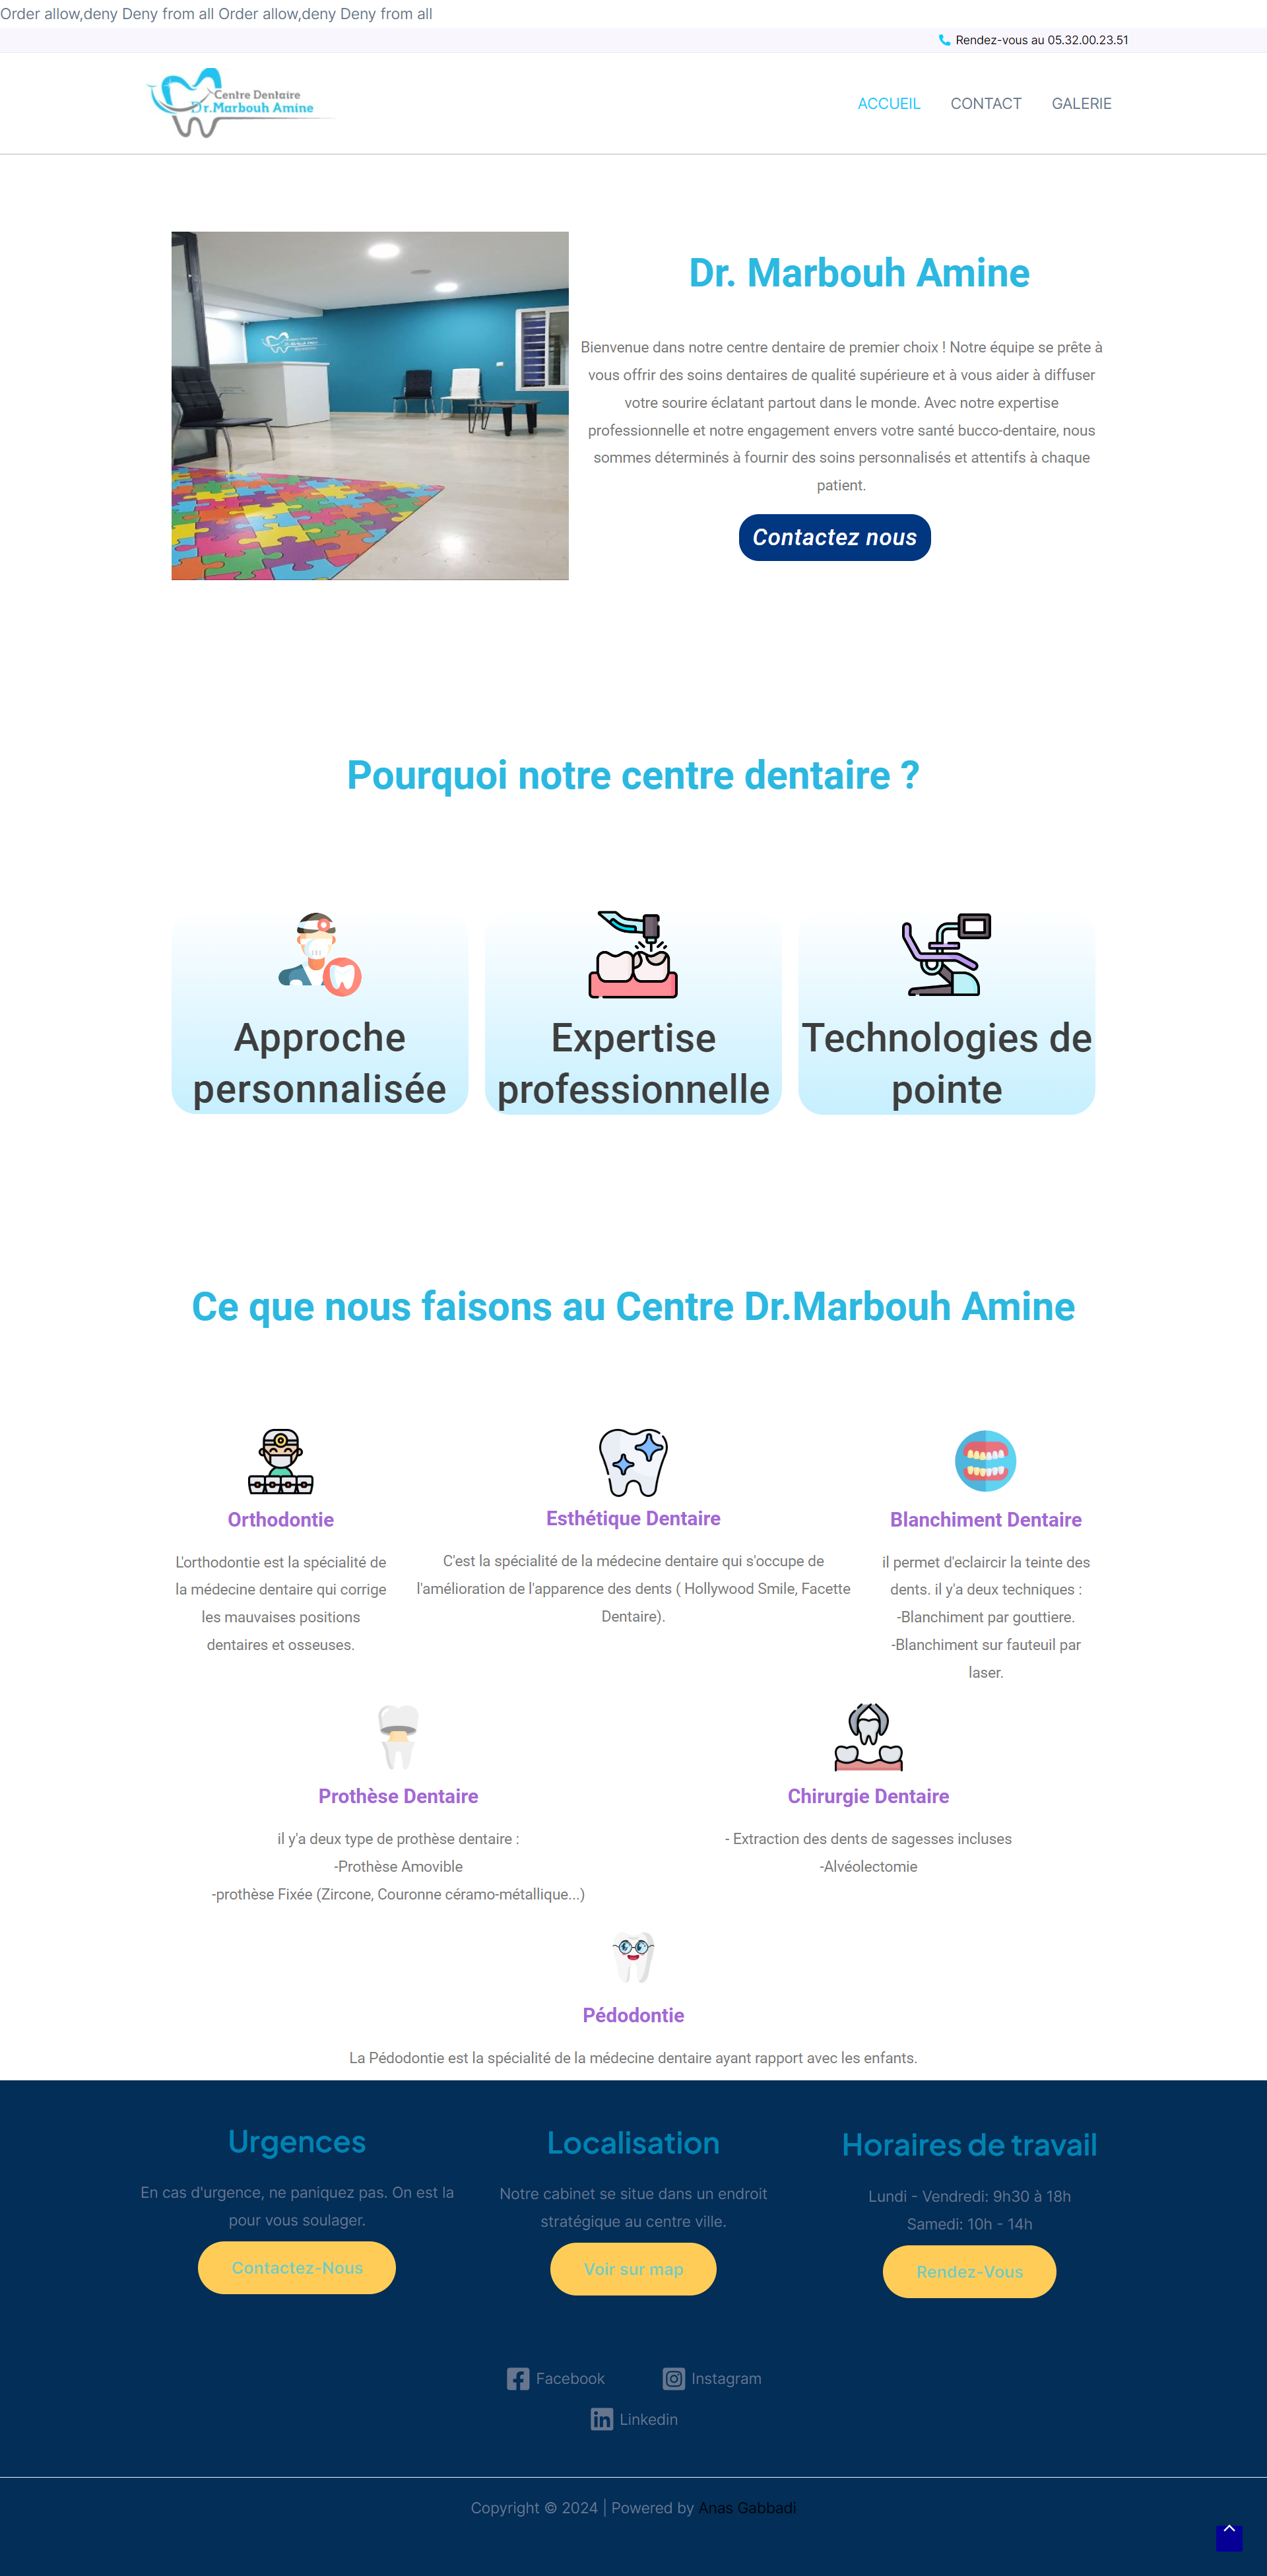 Order allow,deny Deny from all Order allow,deny Deny from all
Rendez-vous au 05.32.00.23.51
Centre Dentaire
Dr.Marbouh Amine
ACCUEIL CONTACT GALERIE
Dr. Marbouh Amine
Bienvenue dans notre centre dentaire de premier choix ! Notre équipe se prête à
vous offrir des soins dentaires de qualité supérieure et à vous aider à diffuser
votre sourire éclatant partout dans le monde. Avec notre expertise
professionnelle et notre engagement envers votre santé bucco-dentaire, nous
sommes déterminés à fournir des soins personnalisés et attentifs à chaque
patient.
Contactez nous
Pourquoi notre centre dentaire ?
Approche
personnalisée
Expertise
professionnelle
Technologies de
pointe
Ce que nous faisons au Centre Dr.Marbouh Amine
Orthodontie
L'orthodontie est la spécialité de
la médecine dentaire qui corrige
les mauvaises positions
dentaires et osseuses.
Esthétique Dentaire
C'est la spécialité de la médecine dentaire qui s'occupe de
l'amélioration de l'apparence des dents ( Hollywood Smile, Facette
Dentaire).
Blanchiment Dentaire
il permet d'eclaircir la teinte des
dents. il y'a deux techniques :
-Blanchiment par gouttiere.
-Blanchiment sur fauteuil par
laser.
Prothèse Dentaire
il y'a deux type de prothèse dentaire :
-Prothèse Amovible
-prothèse Fixée (Zircone, Couronne céramo-métallique...)
Chirurgie Dentaire
- Extraction des dents de sagesses incluses
-Alvéolectomie
Pédodontie
La Pédodontie est la spécialité de la médecine dentaire ayant rapport avec les enfants.
Urgences
En cas d'urgence, ne paniquez pas. On est la
pour vous soulager.
Contactez-Nous
Localisation
Notre cabinet se situe dans un endroit
stratégique au centre ville.
Voir sur map
Horaires de travail
Lundi - Vendredi: 9h30 à 18h
Samedi: 10h - 14h
Rendez-Vous
Facebook
Instagram
Linkedin
Copyright © 2024 | Powered by Anas Gabbadi